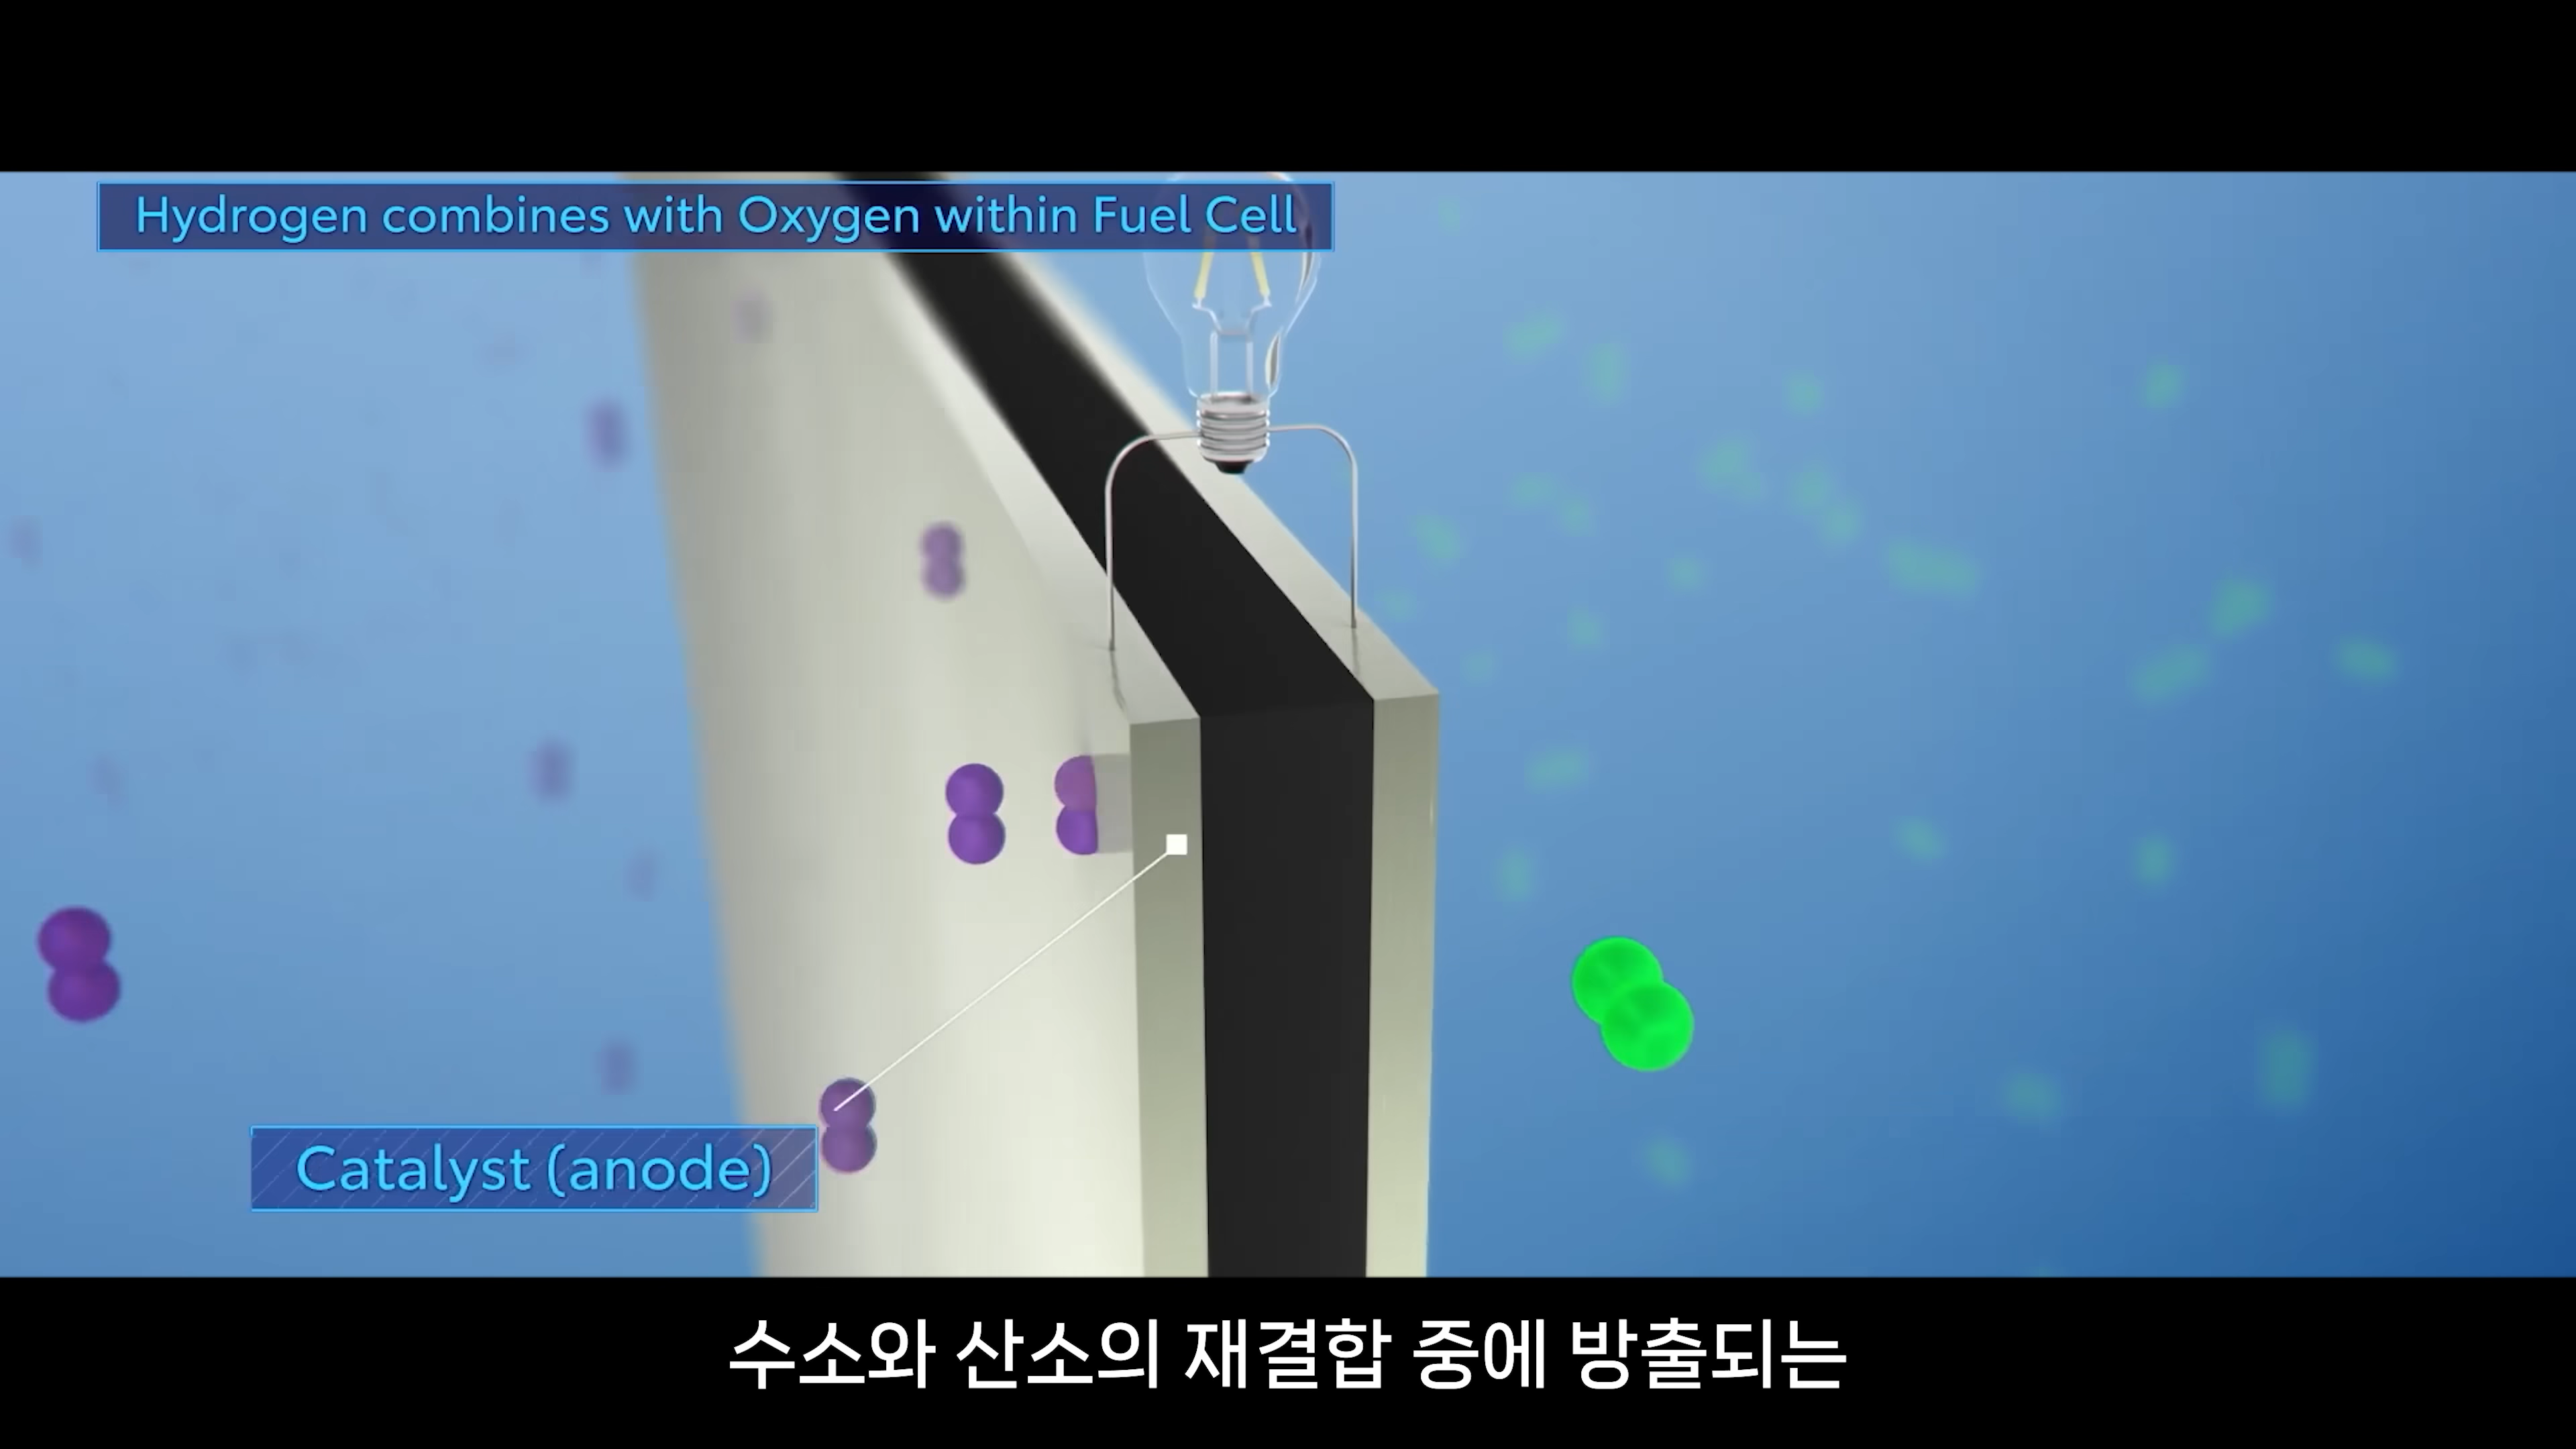 Hydrogen combines with Oxygen within Fuel Cell
Catalyst (anode)
수소와 산소의 재결합 중에 방출되는